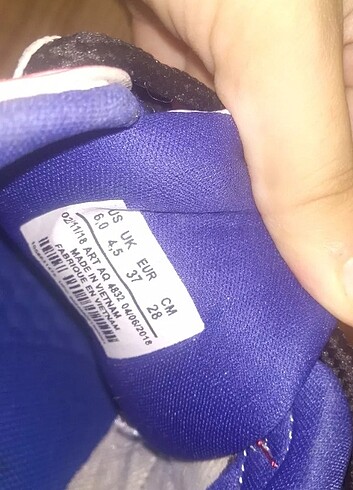 US UK EUR CM
6.0 4,5 37 28
02/11/18 ART AQ 4832 04/06/2018
MADE IN VIETNAM
FABRIQUE EN VIETNAM